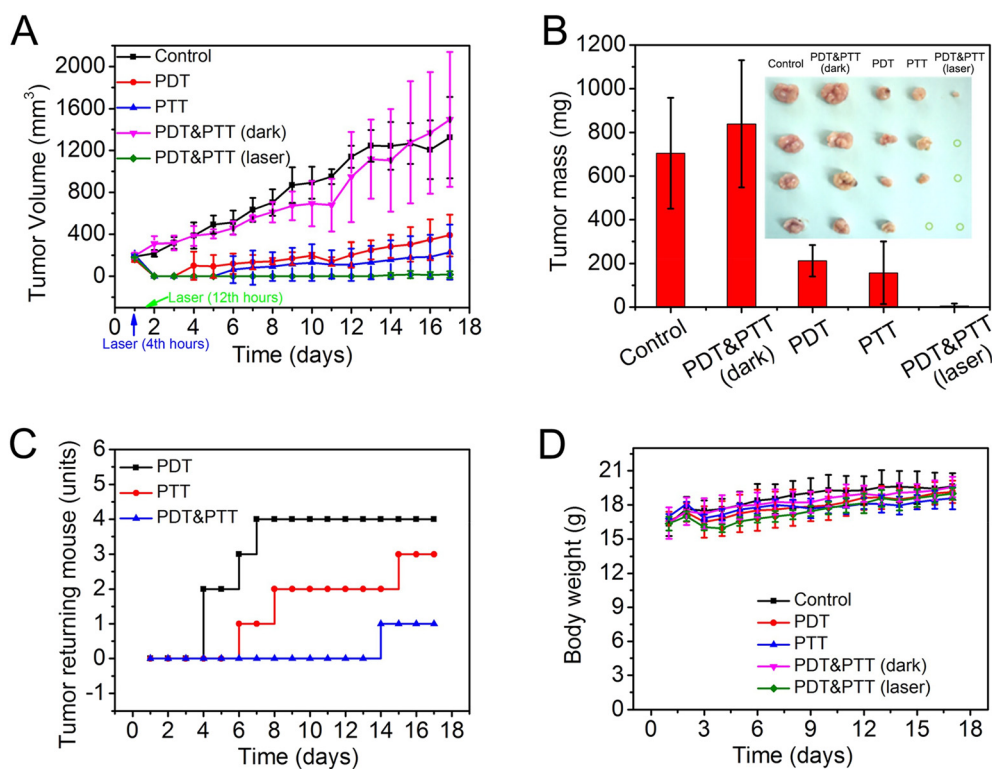 A
Control
PDT
PTT
PDT&PTT (dark)
PDT&PTT (laser)
2000
1600
1200
800
400
0
Tumor Volume (mm³)
Laser (12th hours)
0 2 4 6 8 10 12 14 16 18
Laser (4th hours)
Time (days)
B
1200
1000
800
600
400
200
0
Tumor mass (mg)
Control
PDT&PTT
(dark)
PDT
PTT
PDT&PTT
(laser)
Control
PDT&PTT
(dark)
PDT
PTT
PDT&PTT
(laser)
C
PDT
PTT
PDT&PTT
6
5
4
3
2
1
0
-1
Tumor returning mouse (units)
0 2 4 6 8 10 12 14 16 18
Time (days)
D
21
18
15
12
9
6
3
0
Body weight (g)
Control
PDT
PTT
PDT&PTT (dark)
PDT&PTT (laser)
0 3 6 9 12 15 18
Time (days)